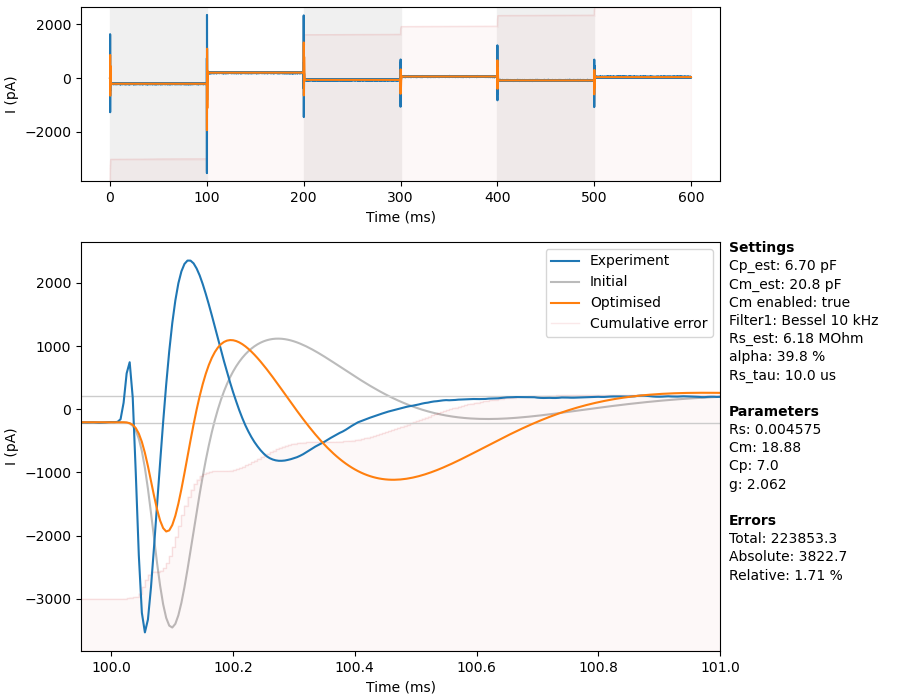 2000
0
−2000
I (pA)
0 100 200 300 400 500 600
Time (ms)
Experiment
Initial
Optimised
Cumulative error
2000
1000
0
−1000
−2000
−3000
I (pA)
100.0 100.2 100.4 100.6 100.8 101.0
Time (ms)
Settings
Cp_est: 6.70 pF
Cm_est: 20.8 pF
Cm enabled: true
Filter1: Bessel 10 kHz
Rs_est: 6.18 MOhm
alpha: 39.8 %
Rs_tau: 10.0 us
Parameters
Rs: 0.004575
Cm: 18.88
Cp: 7.0
g: 2.062
Errors
Total: 223853.3
Absolute: 3822.7
Relative: 1.71 %